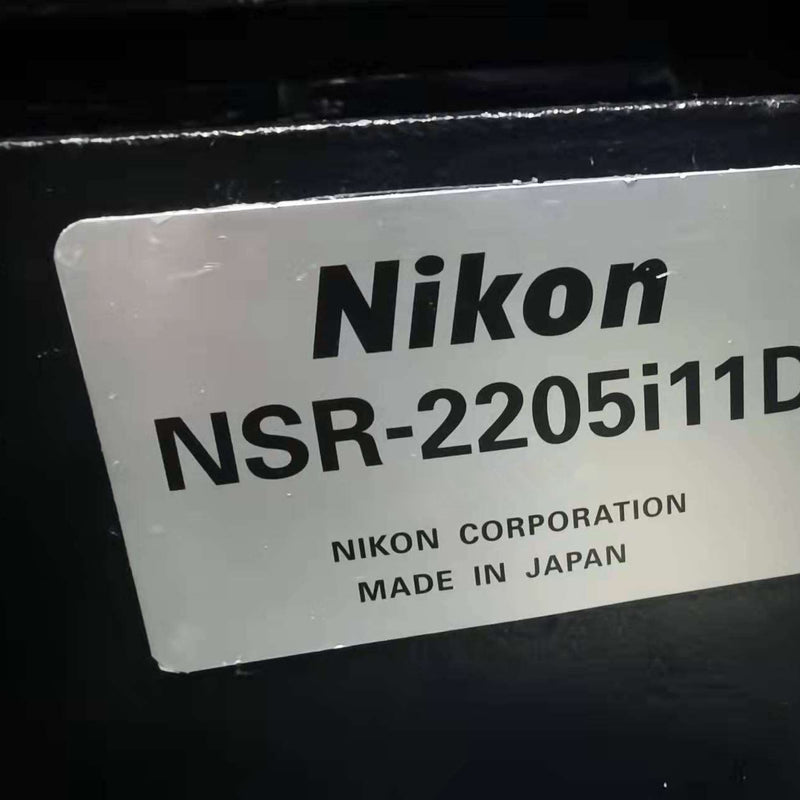 Nikon
NSR-2205i11D
NIKON CORPORATION
MADE IN JAPAN